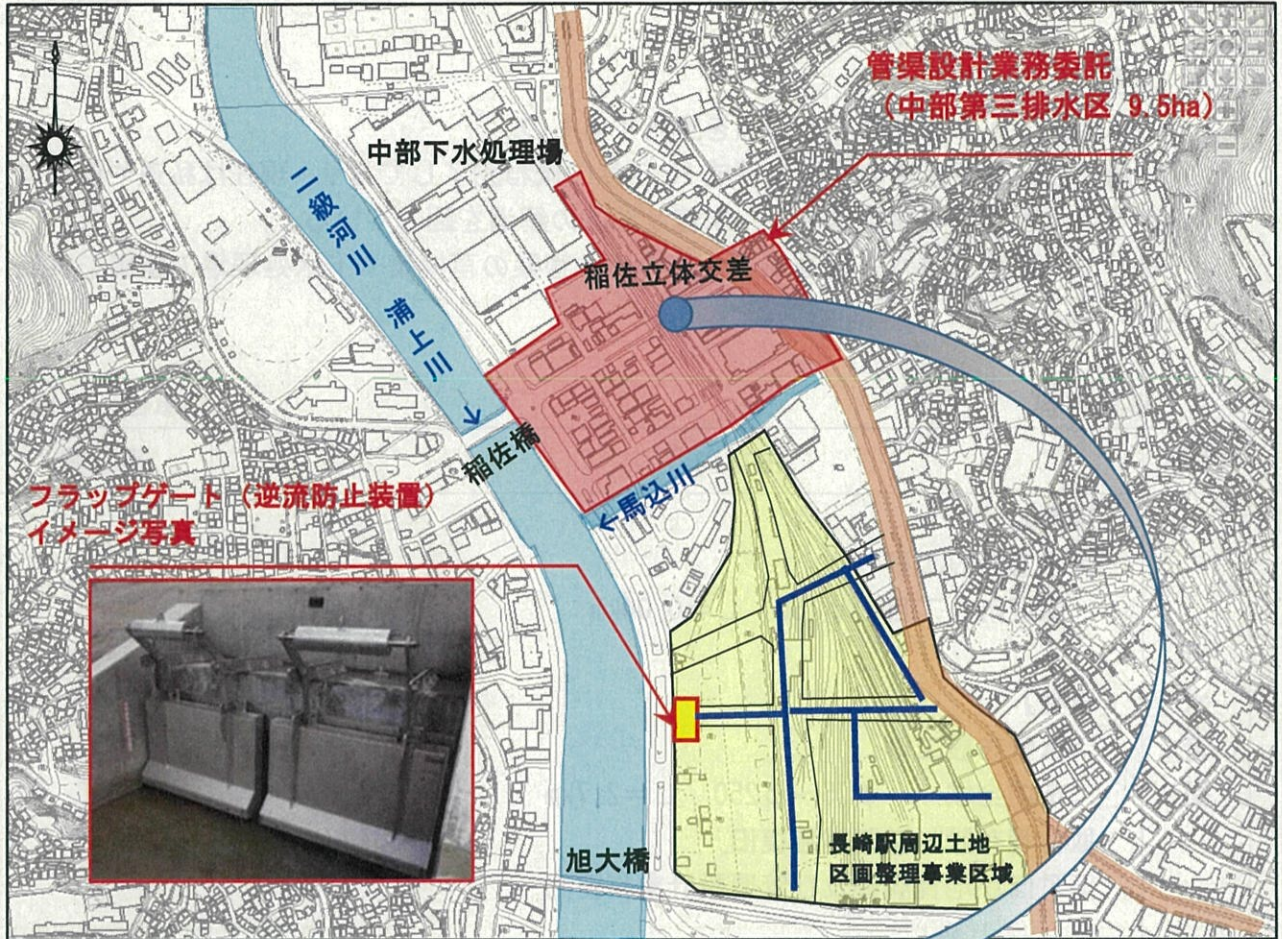 管渠設計業務委託
(中部第三排水区 9.5ha)
中部下水処理場
二級河川 浦上川
稲佐立体交差
稲佐橋
←馬込川
フラップゲート(逆流防止装置)
イメージ写真
旭大橋
長崎駅周辺土地
区画整理事業区域